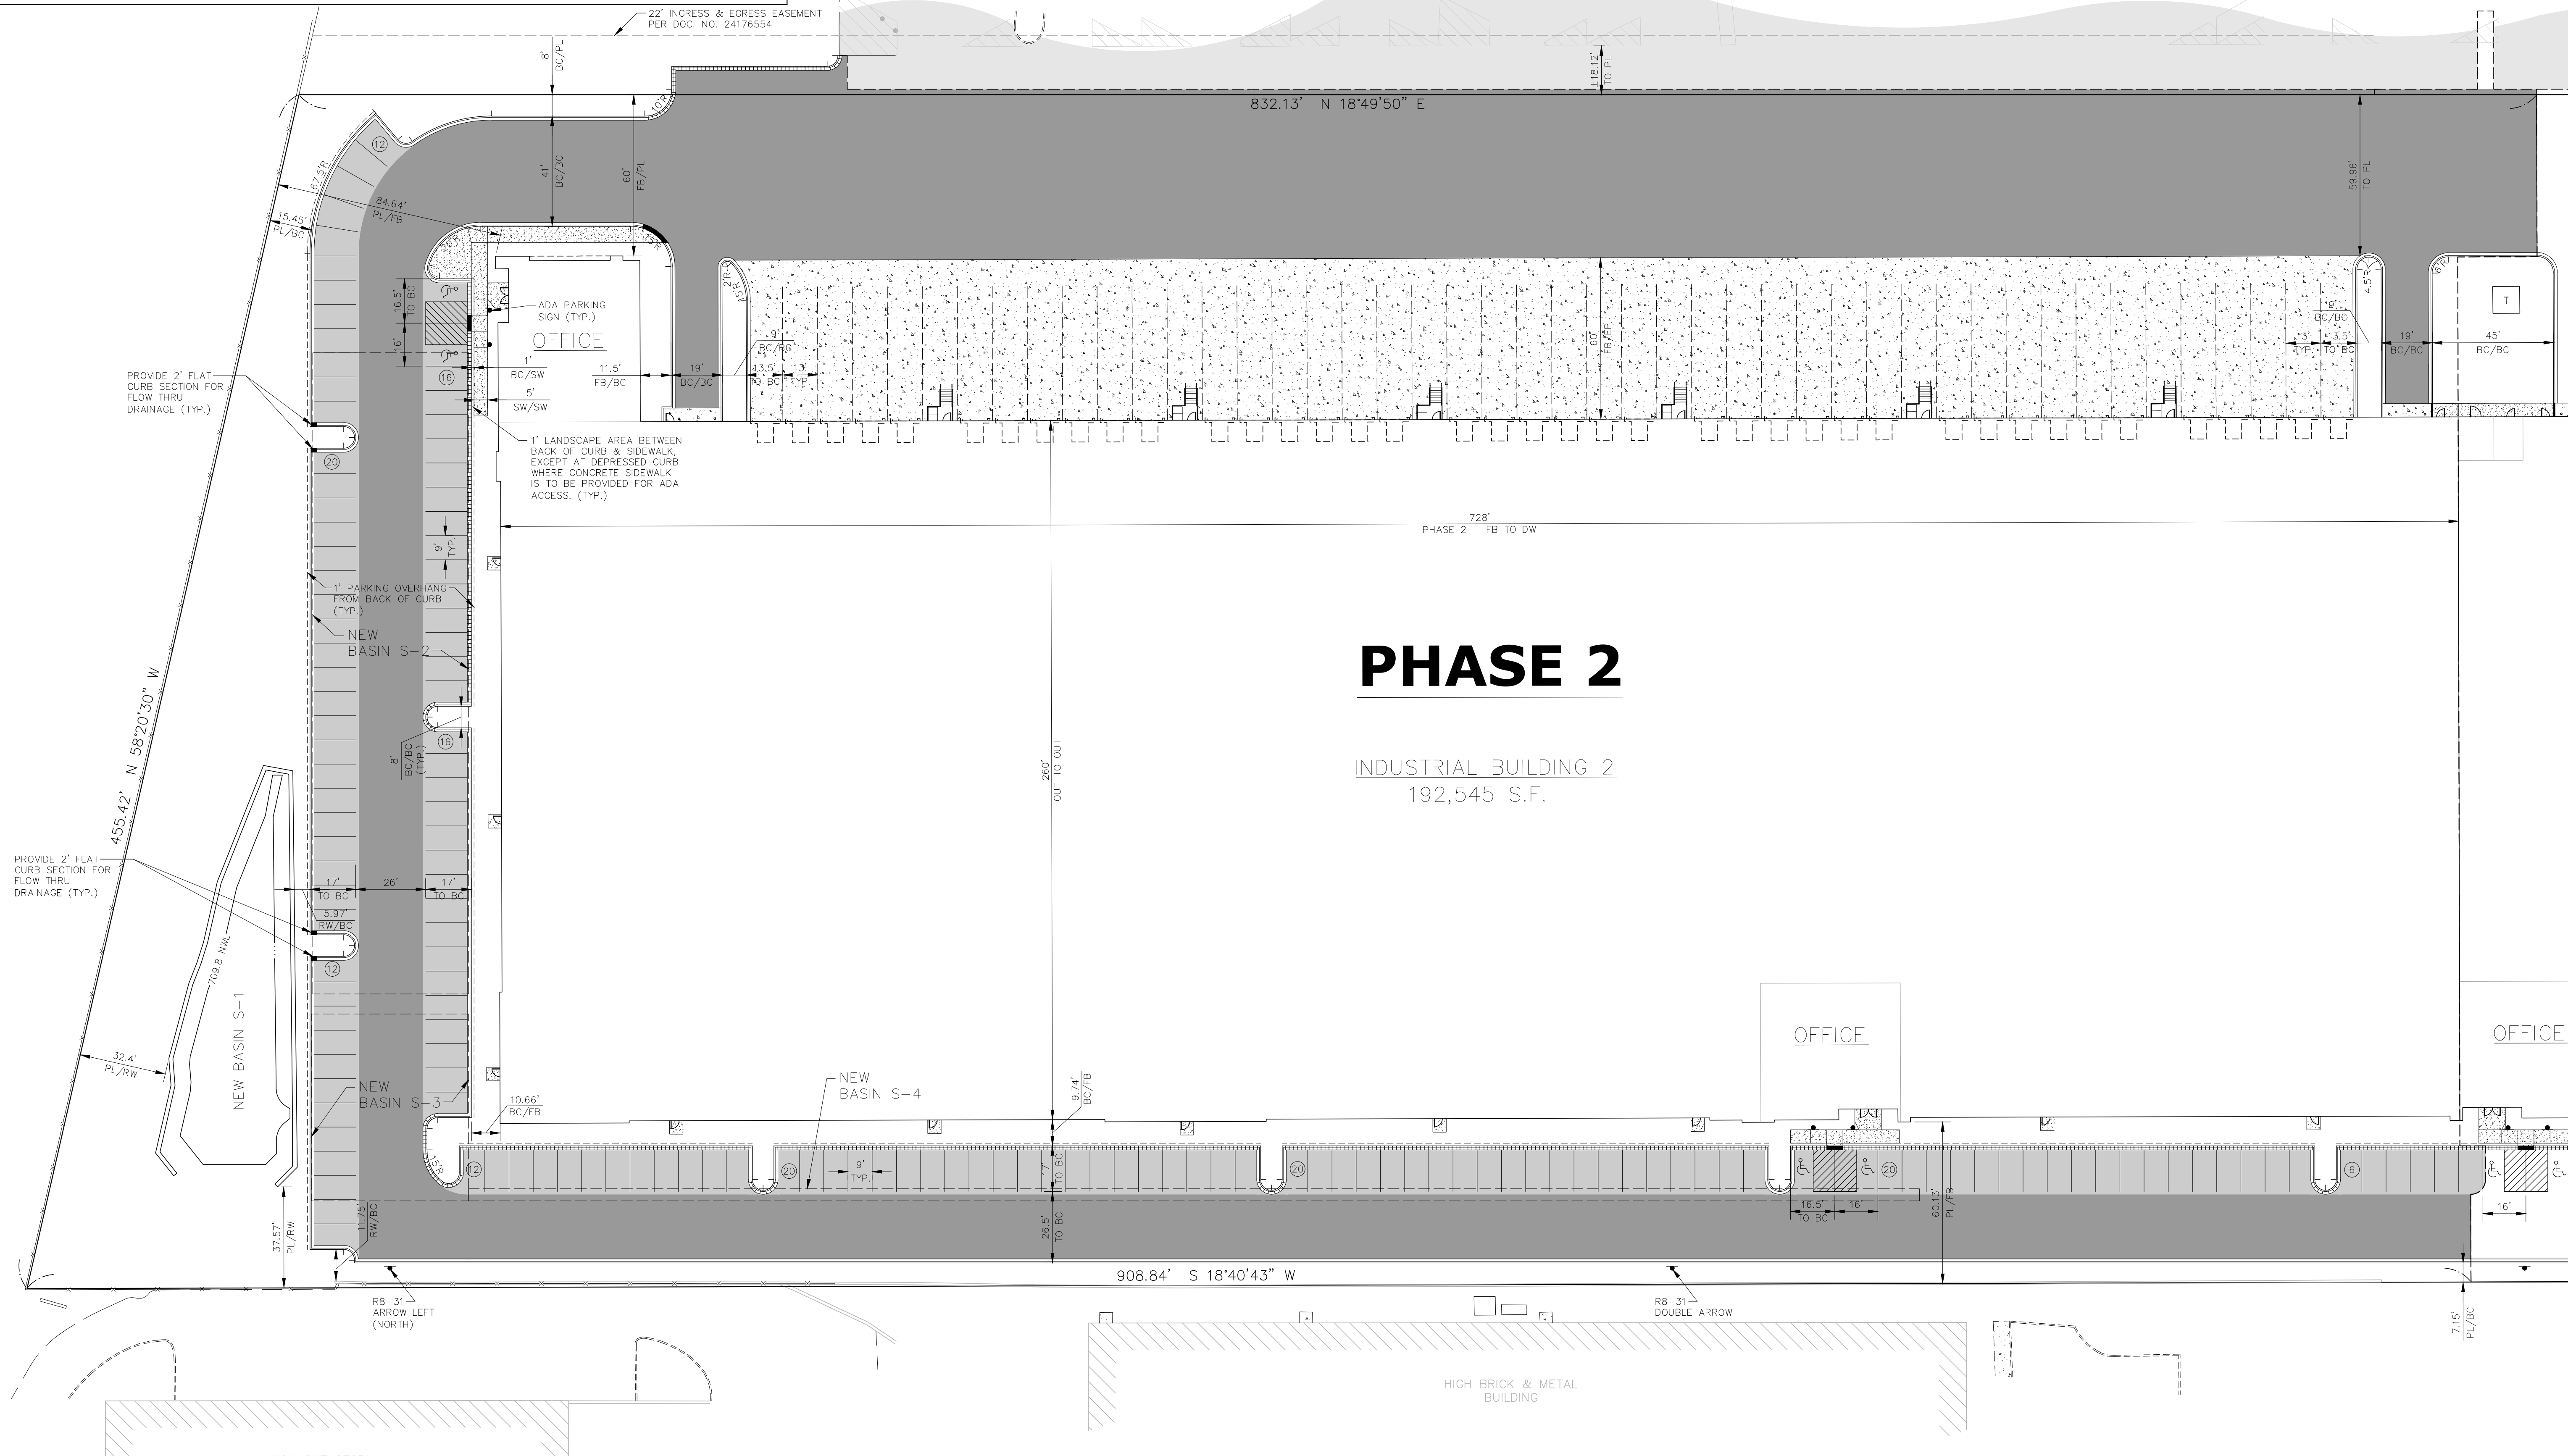 22' INGRESS & EGRESS EASEMENT
PER DOC. NO. 24176554
8'
BC/PL
±18.12'
TO PL
832.13' N 18°49'50" E
10'R
12
67.5'R
41'
BC/BC
60'
FB/PL
59.96'
TO PL
84.64'
PL/FB
15.45'
PL/BC
20'R
15'R
2'R
45'R
4.5'R
6'R
T
16.5'
TO BC
16'
ADA PARKING
SIGN (TYP.)
OFFICE
1'
BC/SW
5'
SW/SW
11.5'
FB/BC
19'
BC/BC
9'
BC/BC
13.5'
TO BC
13'
TYP.
60'
FB/EP
13'
TYP.
13.5'
TO BC
9'
BC/BC
19'
BC/BC
45'
BC/BC
16
PROVIDE 2' FLAT
CURB SECTION FOR
FLOW THRU
DRAINAGE (TYP.)
20
1' LANDSCAPE AREA BETWEEN
BACK OF CURB & SIDEWALK,
EXCEPT AT DEPRESSED CURB
WHERE CONCRETE SIDEWALK
IS TO BE PROVIDED FOR ADA
ACCESS. (TYP.)
728'
PHASE 2 - FB TO DW
9'
TYP.
1' PARKING OVERHANG
FROM BACK OF CURB
(TYP.)
NEW
BASIN S-2
PHASE 2
INDUSTRIAL BUILDING 2
192,545 S.F.
260'
OUT TO OUT
16
8'
BC/BC
(TYP.)
455.42' N 58°20'30" W
PROVIDE 2' FLAT
CURB SECTION FOR
FLOW THRU
DRAINAGE (TYP.)
17'
TO BC
26'
17'
TO BC
5.97'
RW/BC
12
709.8 NWL
NEW BASIN S-1
32.4'
PL/RW
NEW
BASIN S-3
NEW
BASIN S-4
10.66'
BC/FB
9.74'
BC/FB
OFFICE
OFFICE
15'R
12
20
9'
TYP.
17'
TO BC
20
20
6
16.5'
TO BC
16'
60.13'
PL/FB
16'
26.5'
TO BC
11.75'
RW/BC
37.57'
PL/RW
908.84' S 18°40'43" W
R8-31
ARROW LEFT
(NORTH)
R8-31
DOUBLE ARROW
7.15'
PL/BC
HIGH BRICK & METAL
BUILDING